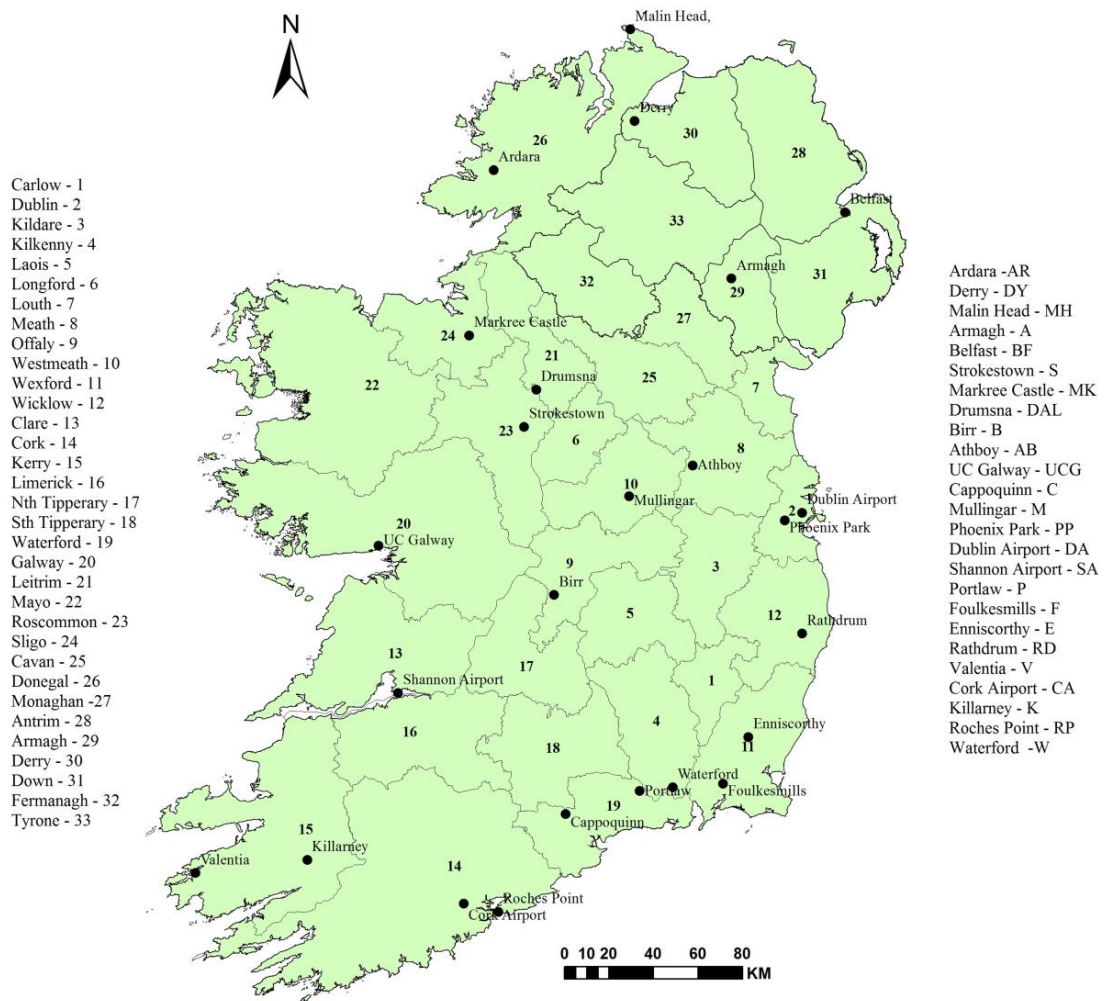 Malin Head,
N
Derry
26
30
28
Ardara
Belfast
33
Armagh
32
31
29
27
Markree Castle
24
21
22
25
7
Drumsna
Strokestown
23
6
8
Athboy
10
Mullingar
Dublin Airport
2
Phoenix Park
20
UC Galway
9
3
Birr
5
12
Rathdrum
13
17
Shannon Airport
1
4
16
Enniscorthy
18
11
Waterford
Portlaw
Foulkesmills
19
Cappoquinn
15
Killarney
Valentia
14
Roches Point
Cork Airport
0 10 20 40 60 80
KM
Carlow - 1
Dublin - 2
Kildare - 3
Kilkenny - 4
Laois - 5
Longford - 6
Louth - 7
Meath - 8
Offaly - 9
Westmeath - 10
Wexford - 11
Wicklow - 12
Clare - 13
Cork - 14
Kerry - 15
Limerick - 16
Nth Tipperary - 17
Sth Tipperary - 18
Waterford - 19
Galway - 20
Leitrim - 21
Mayo - 22
Roscommon - 23
Sligo - 24
Cavan - 25
Donegal - 26
Monaghan -27
Antrim - 28
Armagh - 29
Derry - 30
Down - 31
Fermanagh - 32
Tyrone - 33
Ardara -AR
Derry - DY
Malin Head - MH
Armagh - A
Belfast - BF
Strokestown - S
Markree Castle - MK
Drumsna - DAL
Birr - B
Athboy - AB
UC Galway - UCG
Cappoquinn - C
Mullingar - M
Phoenix Park - PP
Dublin Airport - DA
Shannon Airport - SA
Portlaw - P
Foulkesmills - F
Enniscorthy - E
Rathdrum - RD
Valentia - V
Cork Airport - CA
Killarney - K
Roches Point - RP
Waterford -W